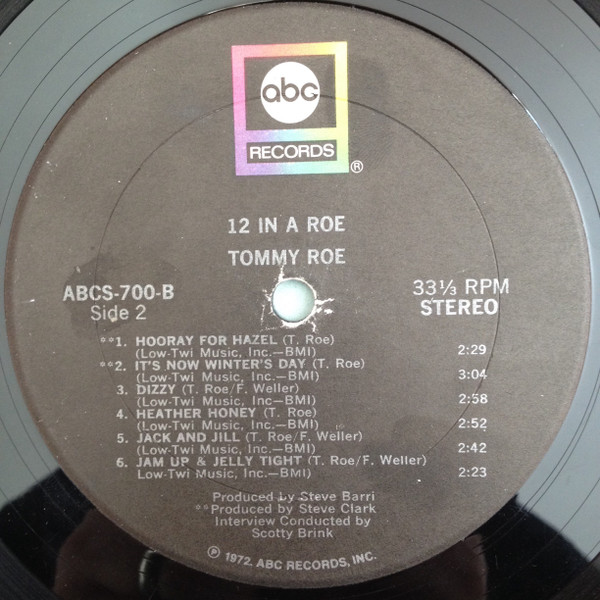 abc
RECORDS
®
12 IN A ROE
TOMMY ROE
ABCS-700-B
Side 2
33⅓ RPM
STEREO
**1. HOORAY FOR HAZEL (T. Roe)
(Low-Twi Music, Inc.—BMI) 2:29
**2. IT'S NOW WINTER'S DAY (T. Roe)
(Low-Twi Music, Inc.—BMI) 3:04
3. DIZZY (T. Roe/F. Weller)
(Low-Twi Music, Inc.—BMI) 2:58
4. HEATHER HONEY (T. Roe)
(Low-Twi Music, Inc.—BMI) 2:52
5. JACK AND JILL (T. Roe/F. Weller)
(Low-Twi Music, Inc.—BMI) 2:42
6. JAM UP & JELLY TIGHT (T. Roe/F. Weller)
Low-Twi Music, Inc.—BMI) 2:23
Produced by Steve Barri
**Produced by Steve Clark
Interview Conducted by
Scotty Brink
℗ 1972, ABC RECORDS, INC.